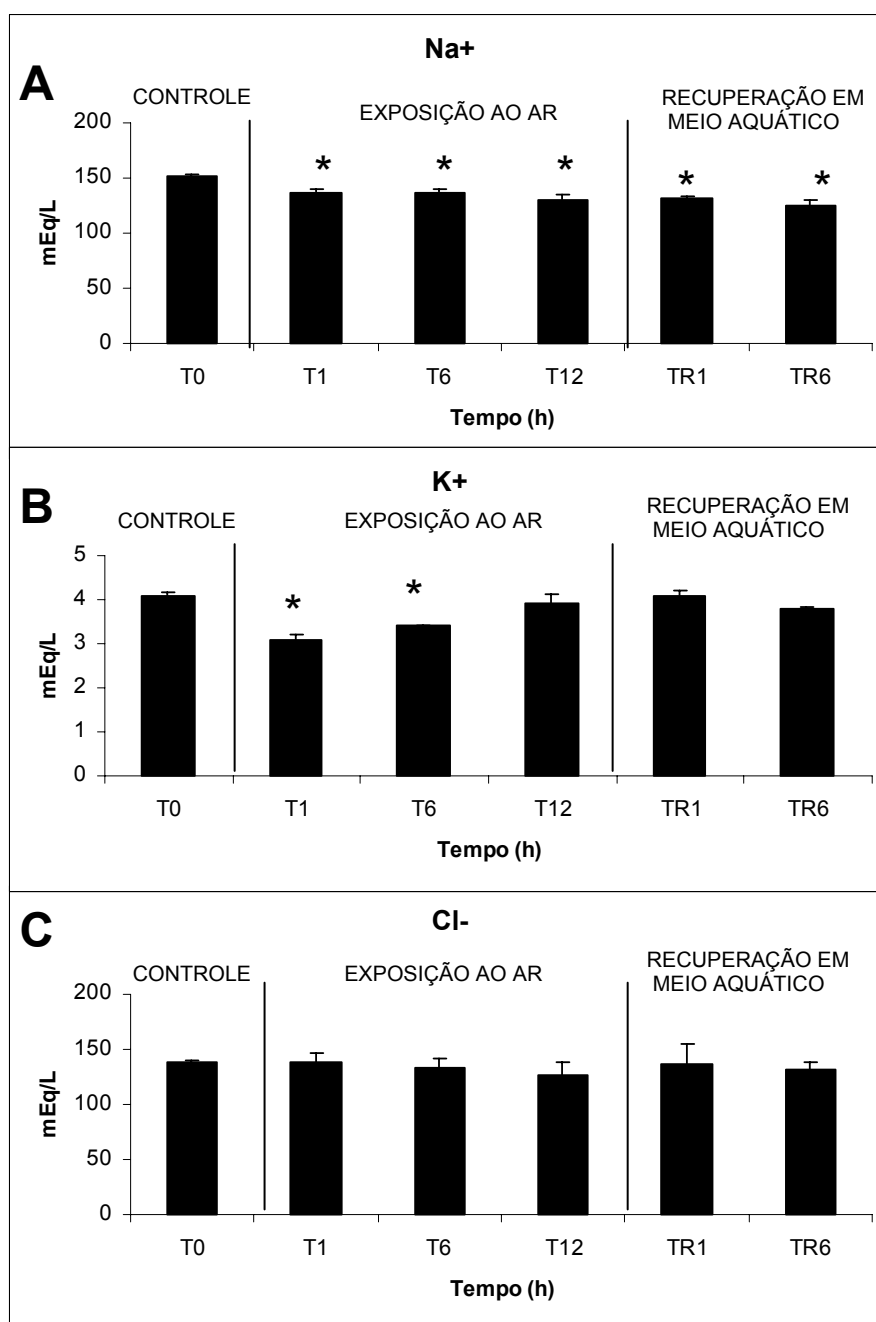 A
Na+
CONTROLE
EXPOSIÇÃO AO AR
RECUPERAÇÃO EM
MEIO AQUÁTICO
200
150
100
50
0
mEq/L
* * * * *
T0 T1 T6 T12 TR1 TR6
Tempo (h)
B
K+
CONTROLE
EXPOSIÇÃO AO AR
RECUPERAÇÃO EM
MEIO AQUÁTICO
5
4
3
2
1
0
mEq/L
* *
T0 T1 T6 T12 TR1 TR6
Tempo (h)
C
Cl-
CONTROLE
EXPOSIÇÃO AO AR
RECUPERAÇÃO EM
MEIO AQUÁTICO
200
150
100
50
0
mEq/L
T0 T1 T6 T12 TR1 TR6
Tempo (h)